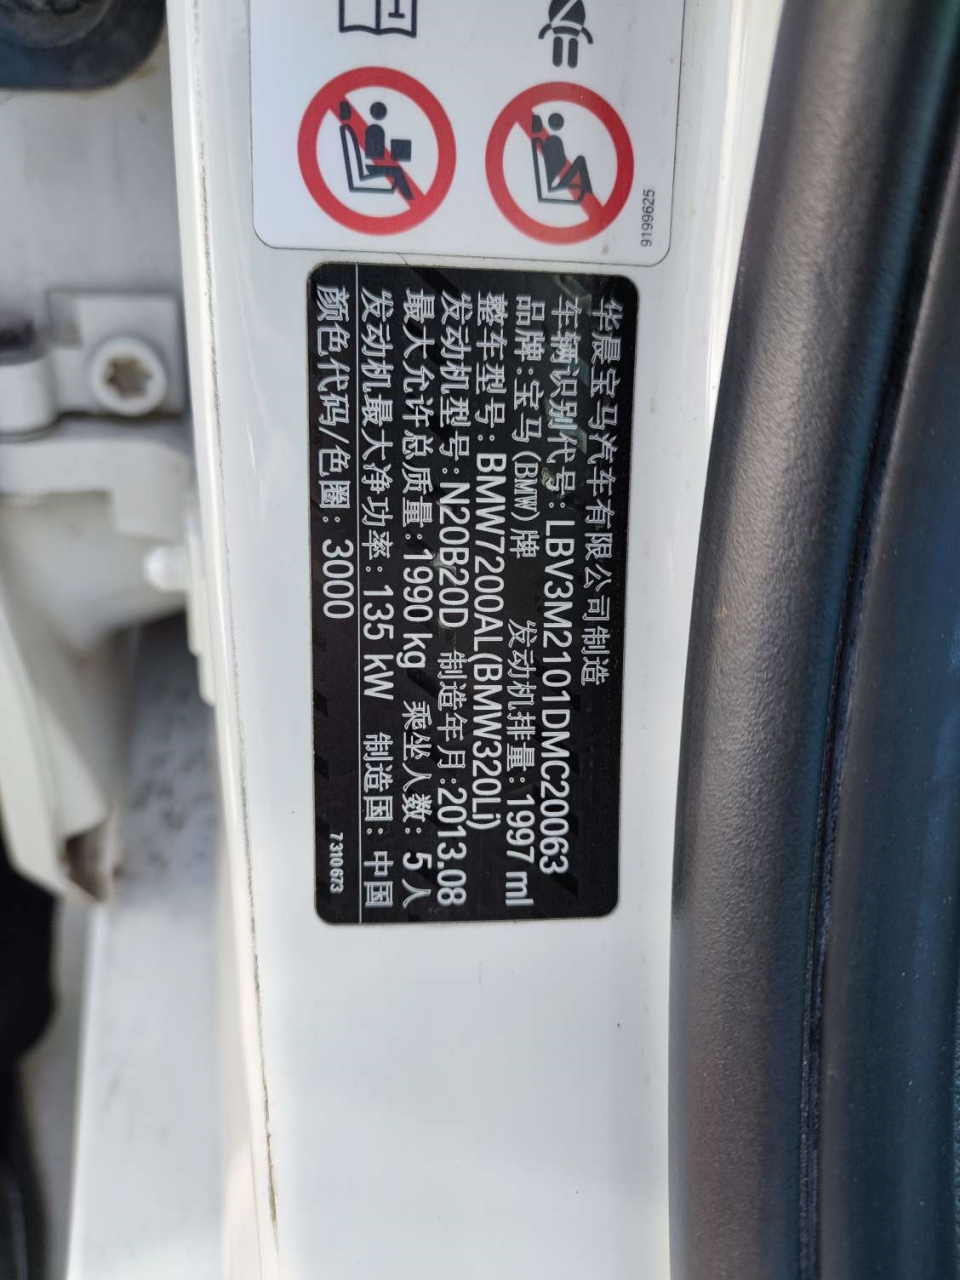 9199625
华晨宝马汽车有限公司制造
车辆识别代号:LBV3M2101DMC20063
品牌:宝马(BMW)牌 发动机排量:1997 ml
整车型号:BMW7200AL(BMW320Li)
发动机型号:N20B20D 制造年月:2013.08
最大允许总质量:1990 kg 乘坐人数:5人
发动机最大净功率:135 kW 制造国:中国
颜色代码/色圈:3000
7310673